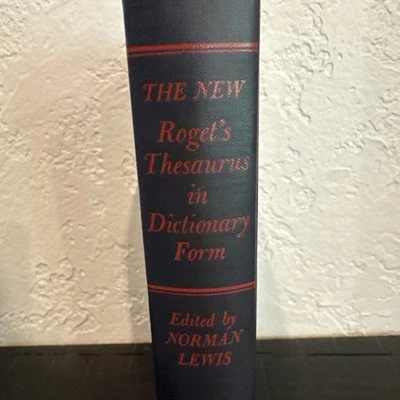 THE NEW
Roget's
Thesaurus
in
Dictionary
Form
Edited by
NORMAN
LEWIS